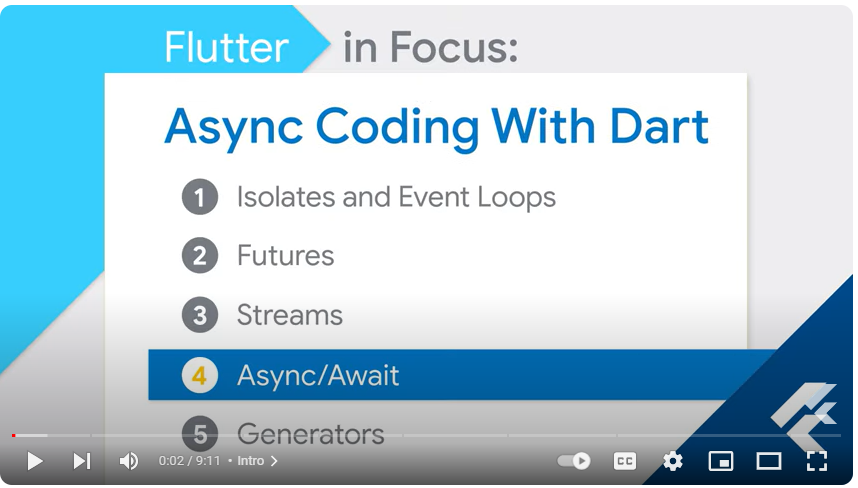 Flutter in Focus:
Async Coding With Dart
1 Isolates and Event Loops
2 Futures
3 Streams
4 Async/Await
5 Generators
0:02 / 9:11 • Intro >
CC